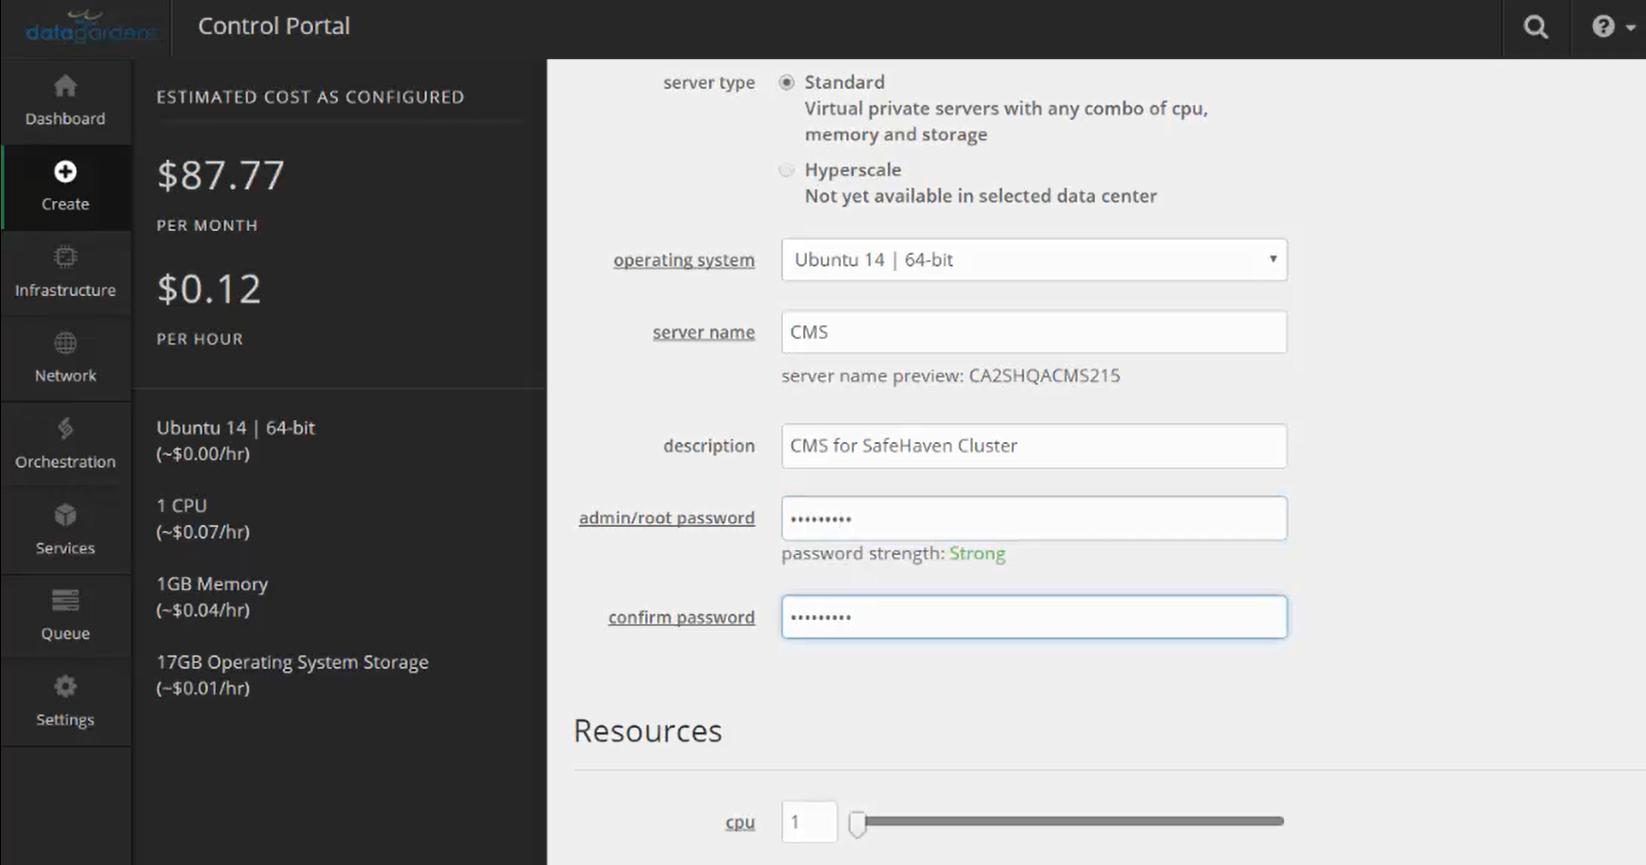 datagardens
Control Portal
Dashboard
Create
Infrastructure
Network
Orchestration
Services
Queue
Settings
ESTIMATED COST AS CONFIGURED
$87.77
PER MONTH
$0.12
PER HOUR
Ubuntu 14 | 64-bit
(~$0.00/hr)
1 CPU
(~$0.07/hr)
1GB Memory
(~$0.04/hr)
17GB Operating System Storage
(~$0.01/hr)
server type
Standard
Virtual private servers with any combo of cpu,
memory and storage
Hyperscale
Not yet available in selected data center
operating system
Ubuntu 14 | 64-bit
server name
CMS
server name preview: CA2SHQACMS215
description
CMS for SafeHaven Cluster
admin/root password
•••••••••
password strength: Strong
confirm password
•••••••••
Resources
cpu
1